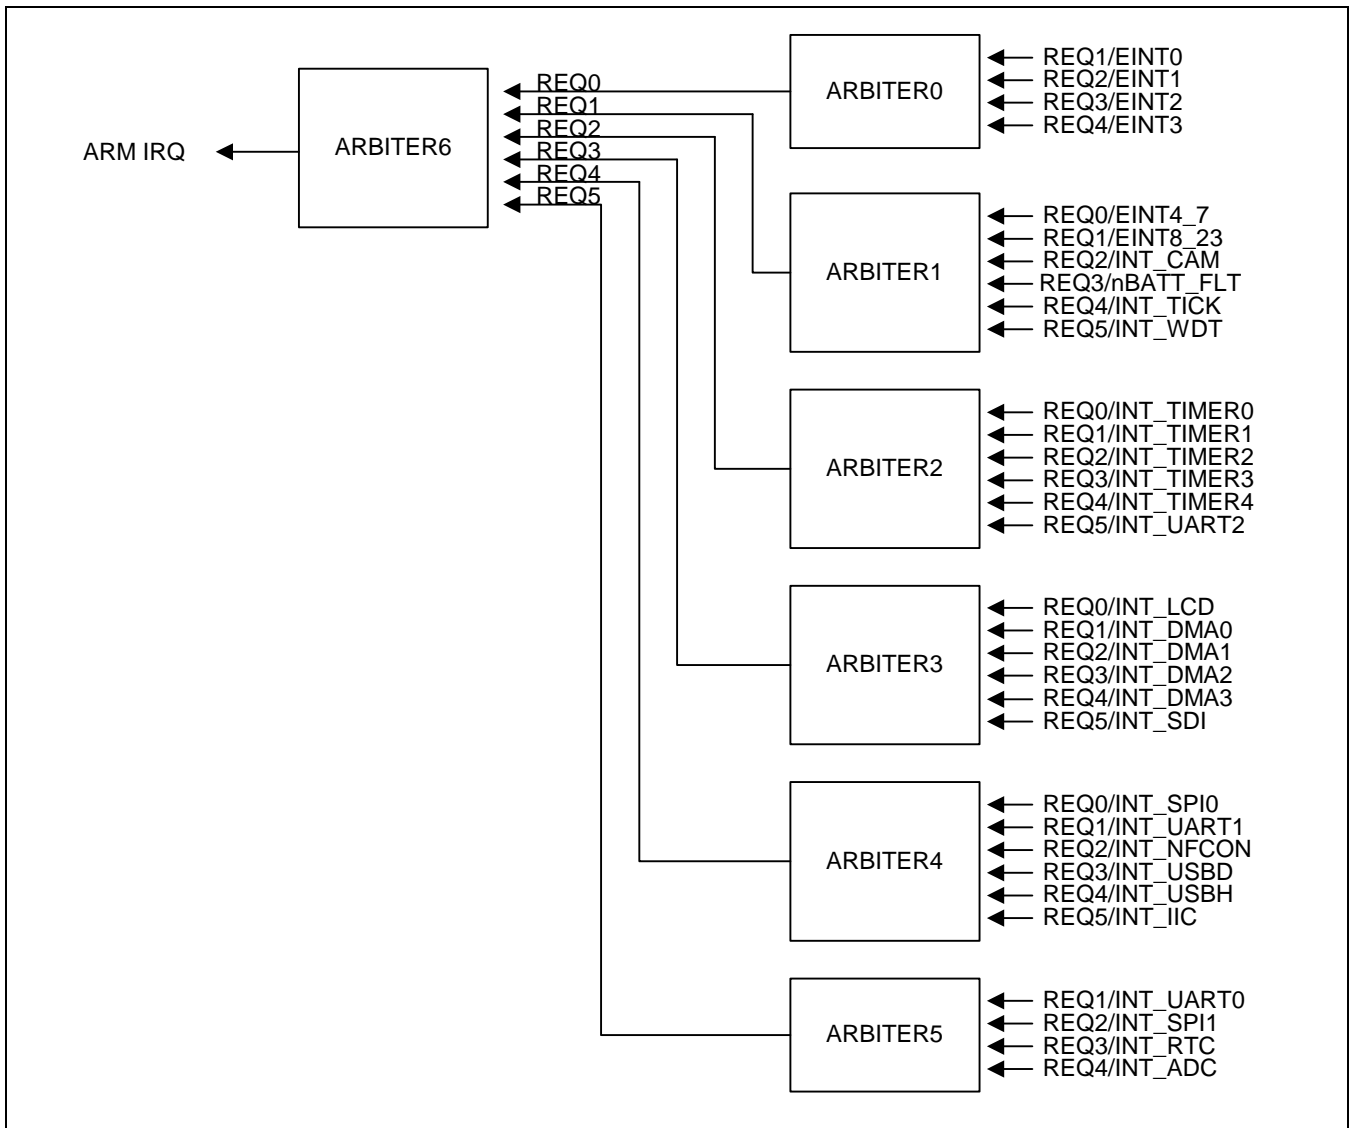 ARM IRQ
ARBITER6
REQ0
REQ1
REQ2
REQ3
REQ4
REQ5
ARBITER0
REQ1/EINT0
REQ2/EINT1
REQ3/EINT2
REQ4/EINT3
ARBITER1
REQ0/EINT4_7
REQ1/EINT8_23
REQ2/INT_CAM
REQ3/nBATT_FLT
REQ4/INT_TICK
REQ5/INT_WDT
ARBITER2
REQ0/INT_TIMER0
REQ1/INT_TIMER1
REQ2/INT_TIMER2
REQ3/INT_TIMER3
REQ4/INT_TIMER4
REQ5/INT_UART2
ARBITER3
REQ0/INT_LCD
REQ1/INT_DMA0
REQ2/INT_DMA1
REQ3/INT_DMA2
REQ4/INT_DMA3
REQ5/INT_SDI
ARBITER4
REQ0/INT_SPI0
REQ1/INT_UART1
REQ2/INT_NFCON
REQ3/INT_USBD
REQ4/INT_USBH
REQ5/INT_IIC
ARBITER5
REQ1/INT_UART0
REQ2/INT_SPI1
REQ3/INT_RTC
REQ4/INT_ADC